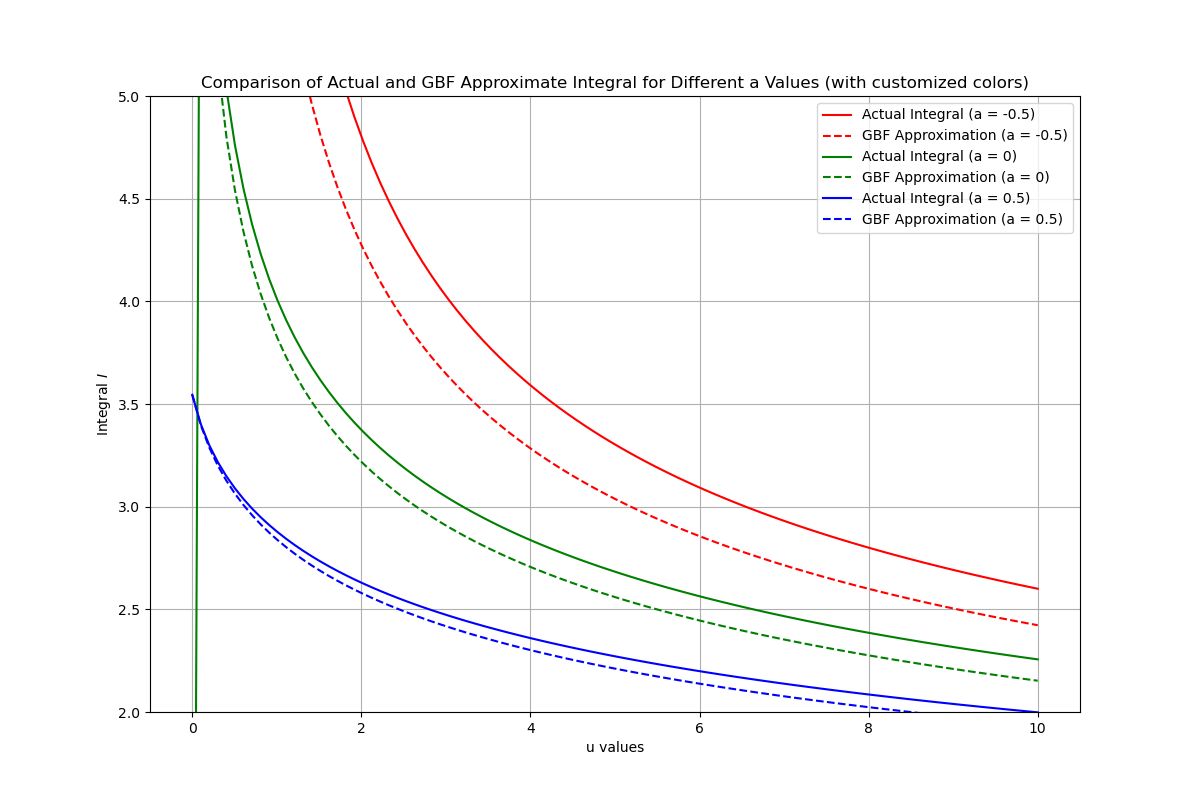 Comparison of Actual and GBF Approximate Integral for Different a Values (with customized colors)
Actual Integral (a = -0.5)
GBF Approximation (a = -0.5)
Actual Integral (a = 0)
GBF Approximation (a = 0)
Actual Integral (a = 0.5)
GBF Approximation (a = 0.5)
Integral I
5.0
4.5
4.0
3.5
3.0
2.5
2.0
0 2 4 6 8 10
u values